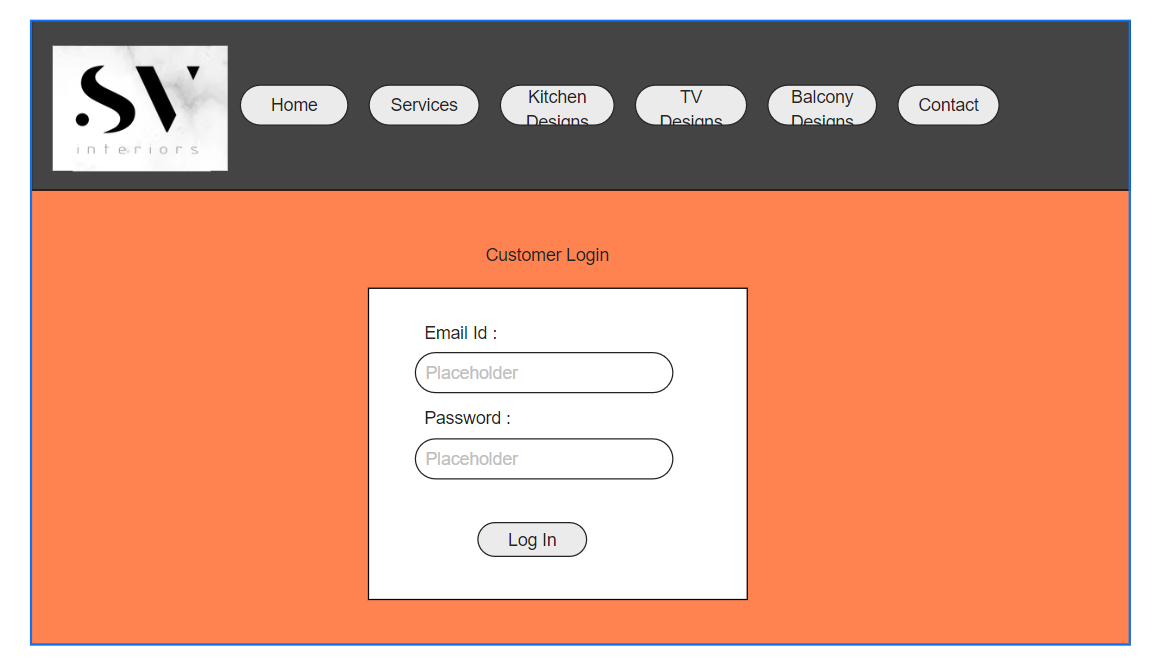 SV
interiors
Home
Services
Kitchen
Designs
TV
Designs
Balcony
Designs
Contact
Customer Login
Email Id :
Placeholder
Password :
Placeholder
Log In